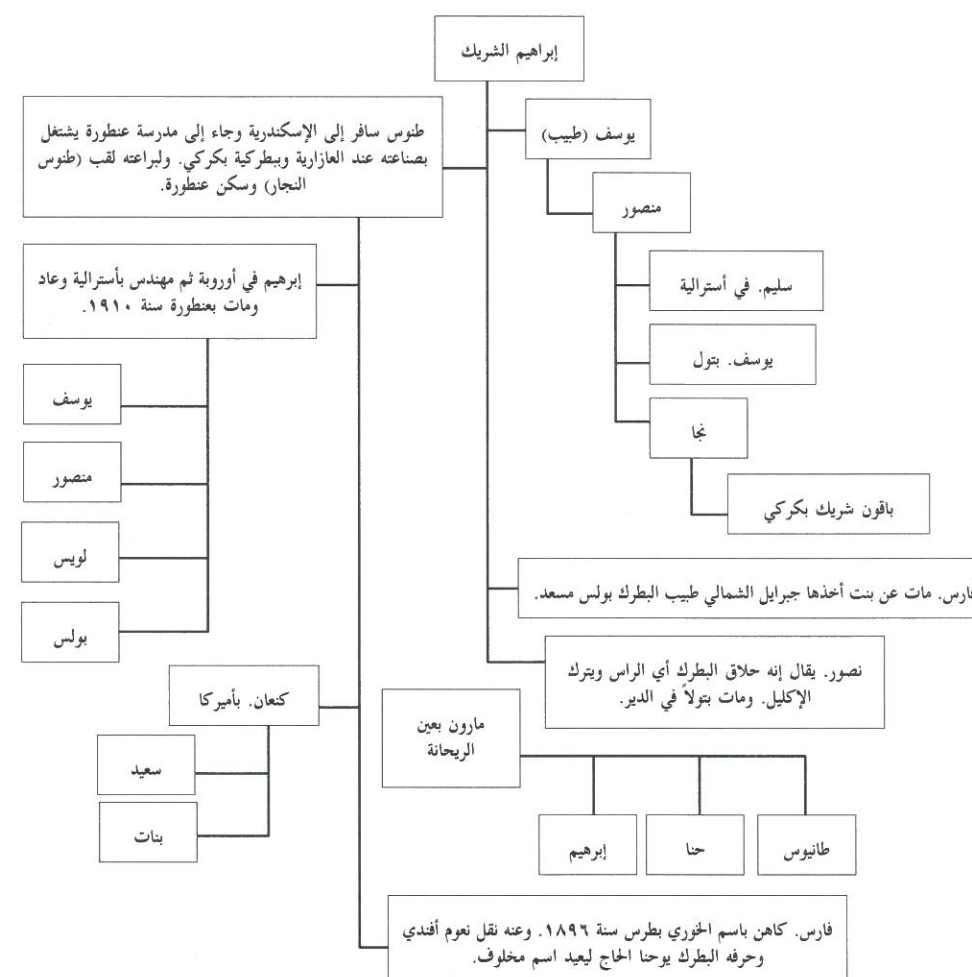 إبراهيم الشريك
يوسف (طبيب)
منصور
سليم. في أسترالية
يوسف. بتول
نجا
باقون شريك بكركي
طنوس سافر إلى الإسكندرية وجاء إلى مدرسة عنطورة يشتغل
بصناعته عند العازارية وببطركية بكركي. ولبراعته لقب (طنوس
النجار) وسكن عنطورة.
إبرهيم في أوروبة ثم مهندس بأسترالية وعاد
ومات بعنطورة سنة ١٩١٠.
يوسف
منصور
لويس
بولس
فارس. مات عن بنت أخذها جبرايل الشمالي طبيب البطرك بولس مسعد.
نصور. يقال إنه حلاق البطرك أي الراس ويترك
الإكليل. ومات بتولاً في الدير.
كنعان. بأميركا
سعيد
بنات
مارون بعين
الريحانة
طانيوس
حنا
إبرهيم
فارس. كاهن باسم الخوري بطرس سنة ١٨٩٦. وعنه نقل نعوم أفندي
وحرفه البطرك يوحنا الحاج ليعيد اسم مخلوف.